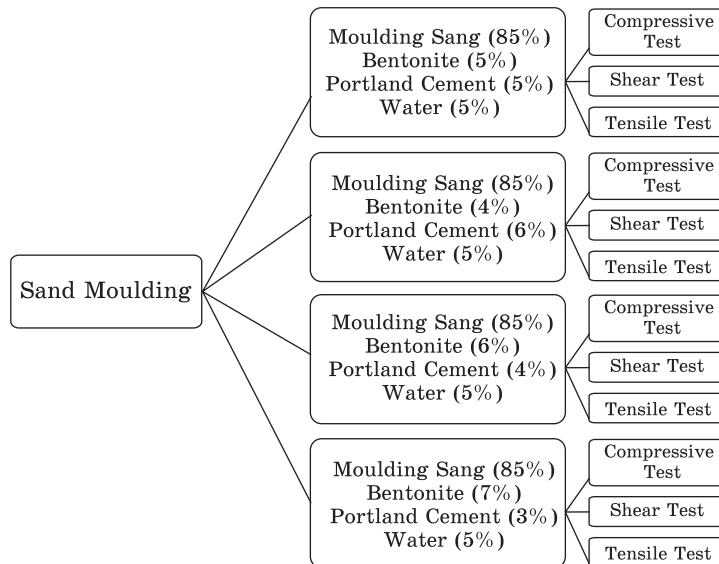 Sand Moulding
Moulding Sang (85%)
Bentonite (5%)
Portland Cement (5%)
Water (5%)
Compressive
Test
Shear Test
Tensile Test
Moulding Sang (85%)
Bentonite (4%)
Portland Cement (6%)
Water (5%)
Compressive
Test
Shear Test
Tensile Test
Moulding Sang (85%)
Bentonite (6%)
Portland Cement (4%)
Water (5%)
Compressive
Test
Shear Test
Tensile Test
Moulding Sang (85%)
Bentonite (7%)
Portland Cement (3%)
Water (5%)
Compressive
Test
Shear Test
Tensile Test